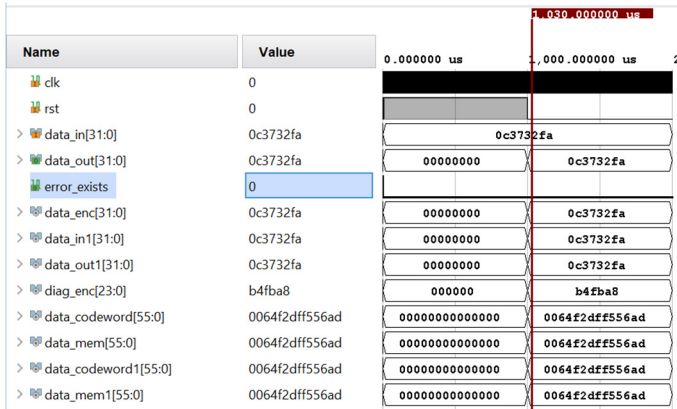 1,030.000000 us
Name Value 0.000000 us 1,000.000000 us 2
clk 0
rst 0
data_in[31:0] 0c3732fa 0c3732fa
data_out[31:0] 0c3732fa 00000000 0c3732fa
error_exists 0
data_enc[31:0] 0c3732fa 00000000 0c3732fa
data_in1[31:0] 0c3732fa 00000000 0c3732fa
data_out1[31:0] 0c3732fa 00000000 0c3732fa
diag_enc[23:0] b4fba8 000000 b4fba8
data_codeword[55:0] 0064f2dff556ad 00000000000000 0064f2dff556ad
data_mem[55:0] 0064f2dff556ad 00000000000000 0064f2dff556ad
data_codeword1[55:0] 0064f2dff556ad 00000000000000 0064f2dff556ad
data_mem1[55:0] 0064f2dff556ad 00000000000000 0064f2dff556ad